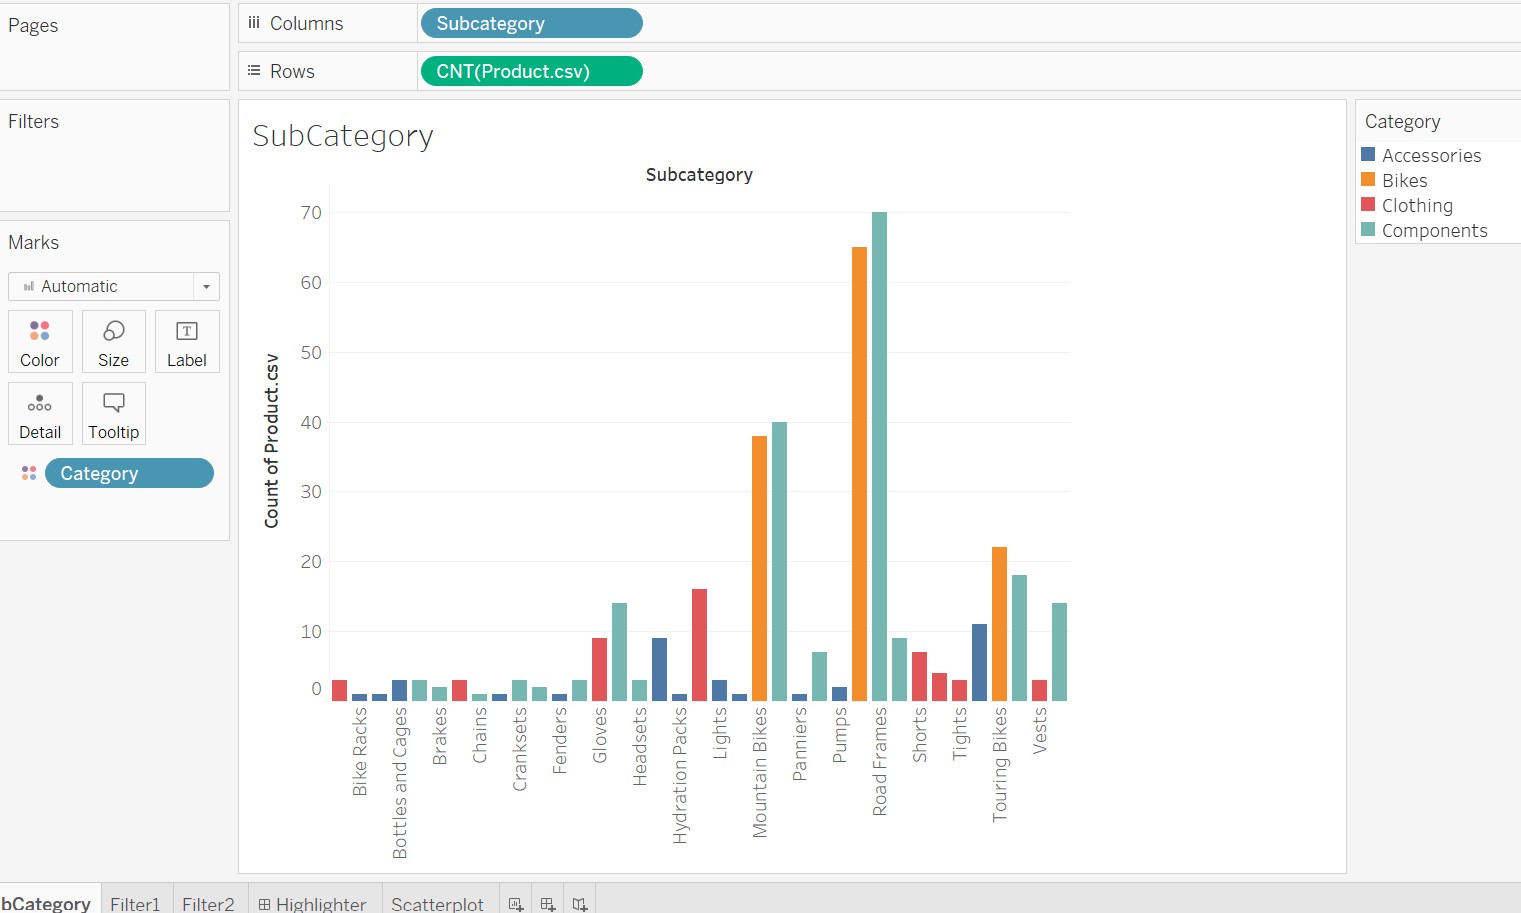 Pages
Columns
Subcategory
Rows
CNT(Product.csv)
Filters
Marks
Automatic
Color
Size
T
Label
Detail
Tooltip
Category
SubCategory
Subcategory
Count of Product.csv
70
60
50
40
30
20
10
0
Bike Racks
Bottles and Cages
Brakes
Chains
Cranksets
Fenders
Gloves
Headsets
Hydration Packs
Lights
Mountain Bikes
Panniers
Pumps
Road Frames
Shorts
Tights
Touring Bikes
Vests
Category
Accessories
Bikes
Clothing
Components
bCategory
Filter1
Filter2
Highlighter
Scatterplot